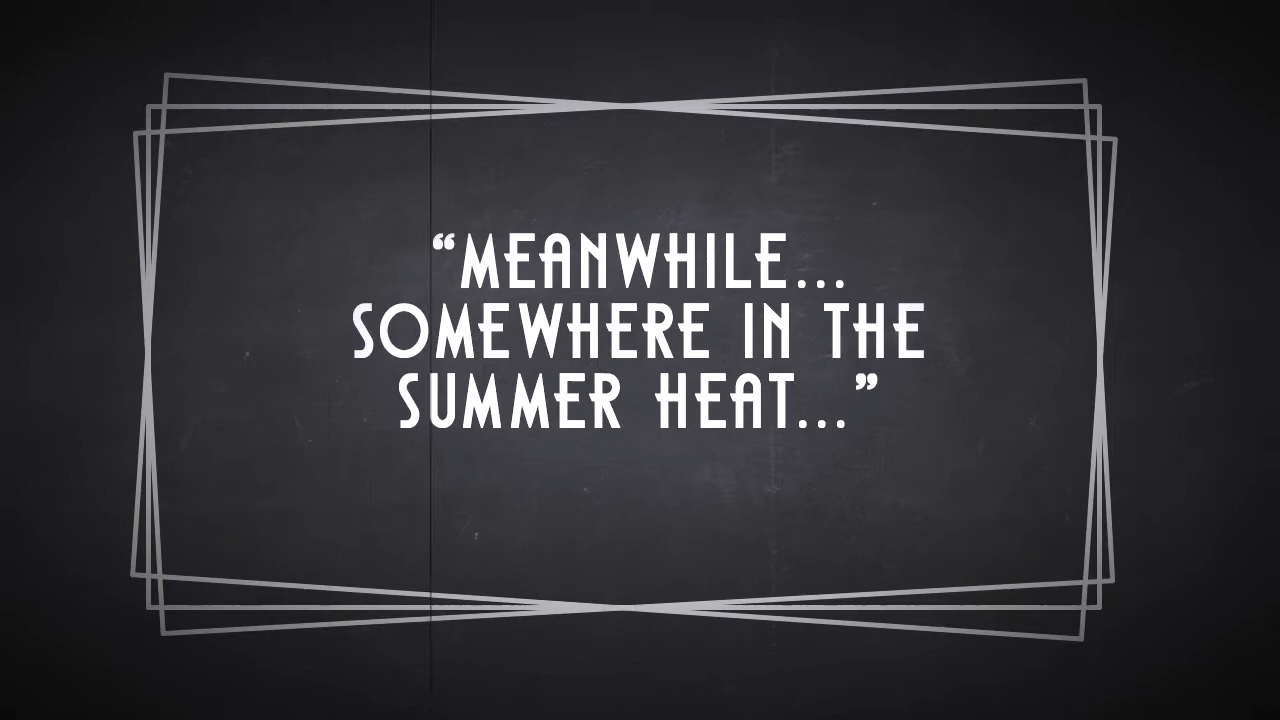 “MEANWHILE...
SOMEWHERE IN THE
SUMMER HEAT...”